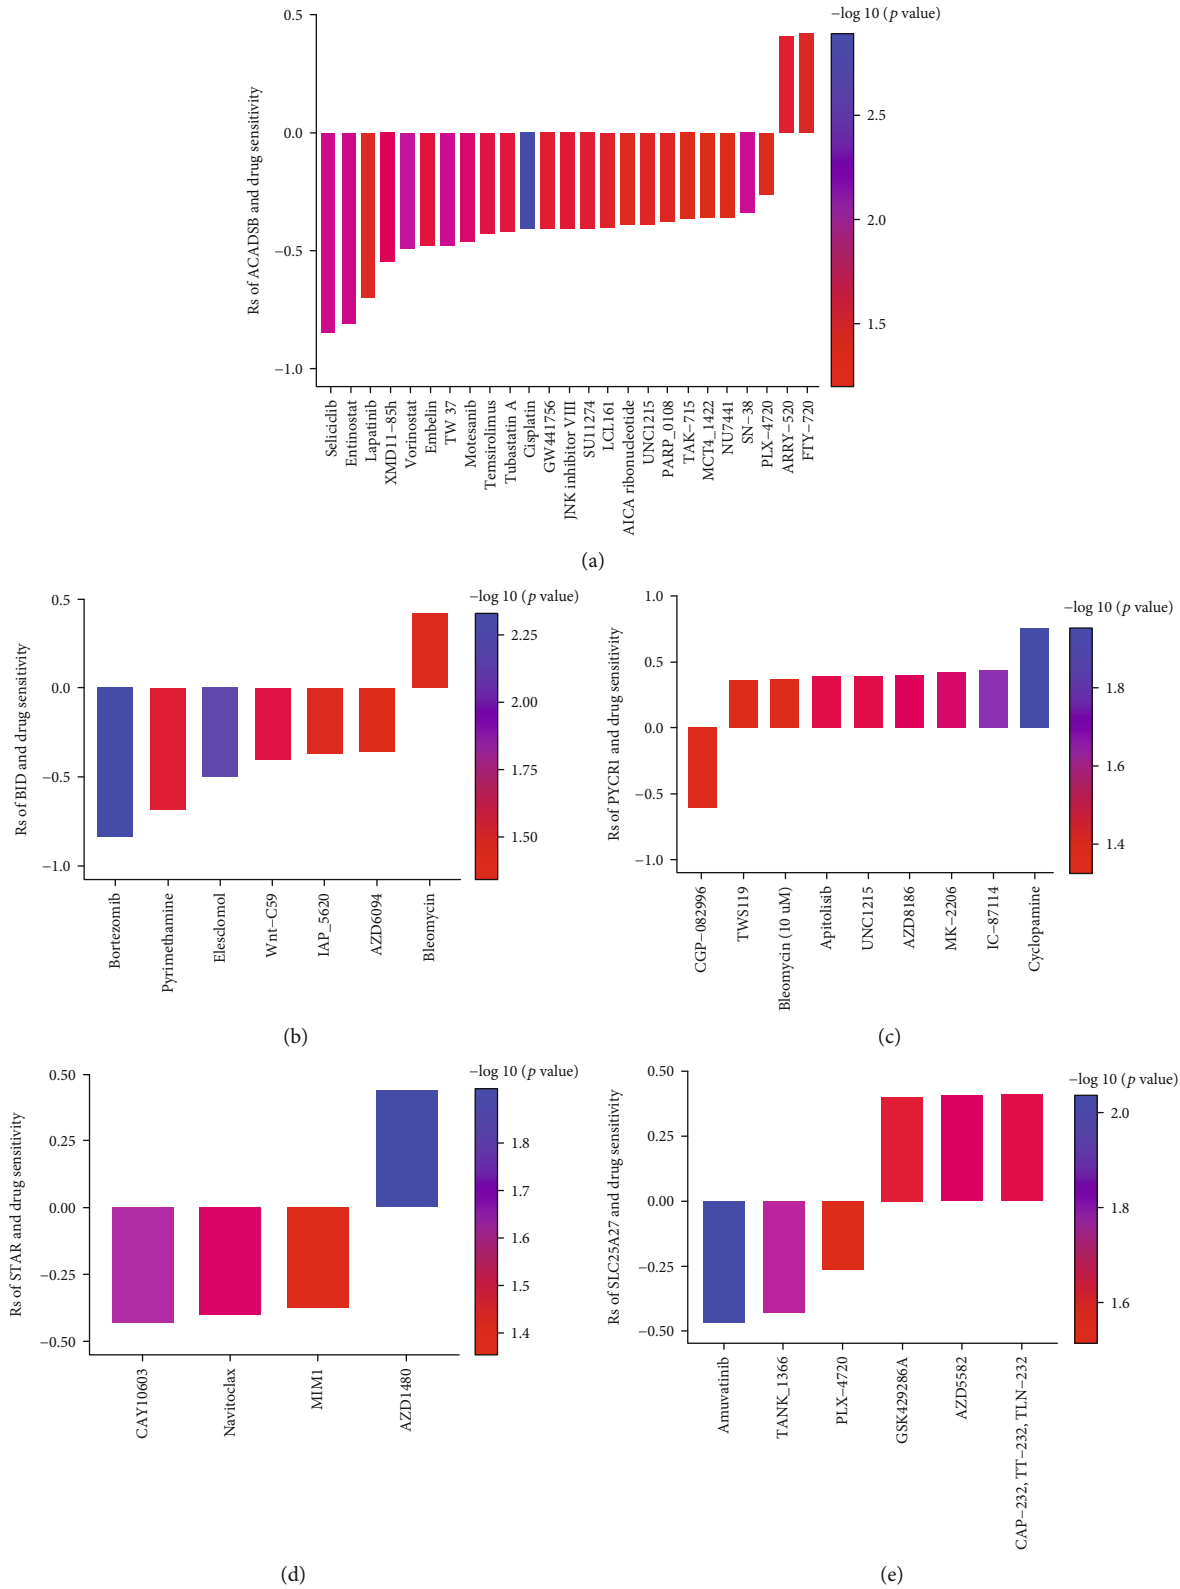 −log 10 (p value)
Rs of ACADSB and drug sensitivity
0.5
0.0
−0.5
−1.0
2.5
2.0
1.5
Seliciclib
Entinostat
Lapatinib
XMD11−85h
Vorinostat
Embelin
TW 37
Motesanib
Temsirolimus
Tubastatin A
Cisplatin
GW441756
JNK inhibitor VIII
SU11274
LCL161
AICA ribonucleotide
UNC1215
PARP_0108
TAK−715
MCT4_1422
NU7441
SN−38
PLX−4720
ARRY−520
FTY−720
(a)
−log 10 (p value)
Rs of BID and drug sensitivity
0.5
0.0
−0.5
−1.0
2.25
2.00
1.75
1.50
Bortezomib
Pyrimethamine
Elesclomol
Wnt−C59
IAP_5620
AZD6094
Bleomycin
(b)
−log 10 (p value)
Rs of PYCR1 and drug sensitivity
1.0
0.5
0.0
−0.5
−1.0
1.8
1.6
1.4
CGP−082996
TWS119
Bleomycin (10 uM)
Apitolisib
UNC1215
AZD8186
MK−2206
IC−87114
Cyclopamine
(c)
−log 10 (p value)
Rs of STAR and drug sensitivity
0.50
0.25
0.00
−0.25
−0.50
1.8
1.7
1.6
1.5
1.4
CAY10603
Navitoclax
MIM1
AZD1480
(d)
−log 10 (p value)
Rs of SLC25A27 and drug sensitivity
0.50
0.25
0.00
−0.25
−0.50
2.0
1.8
1.6
Amuvatinib
TANK_1366
PLX−4720
GSK429286A
AZD5582
CAP−232, TT−232, TLN−232
(e)